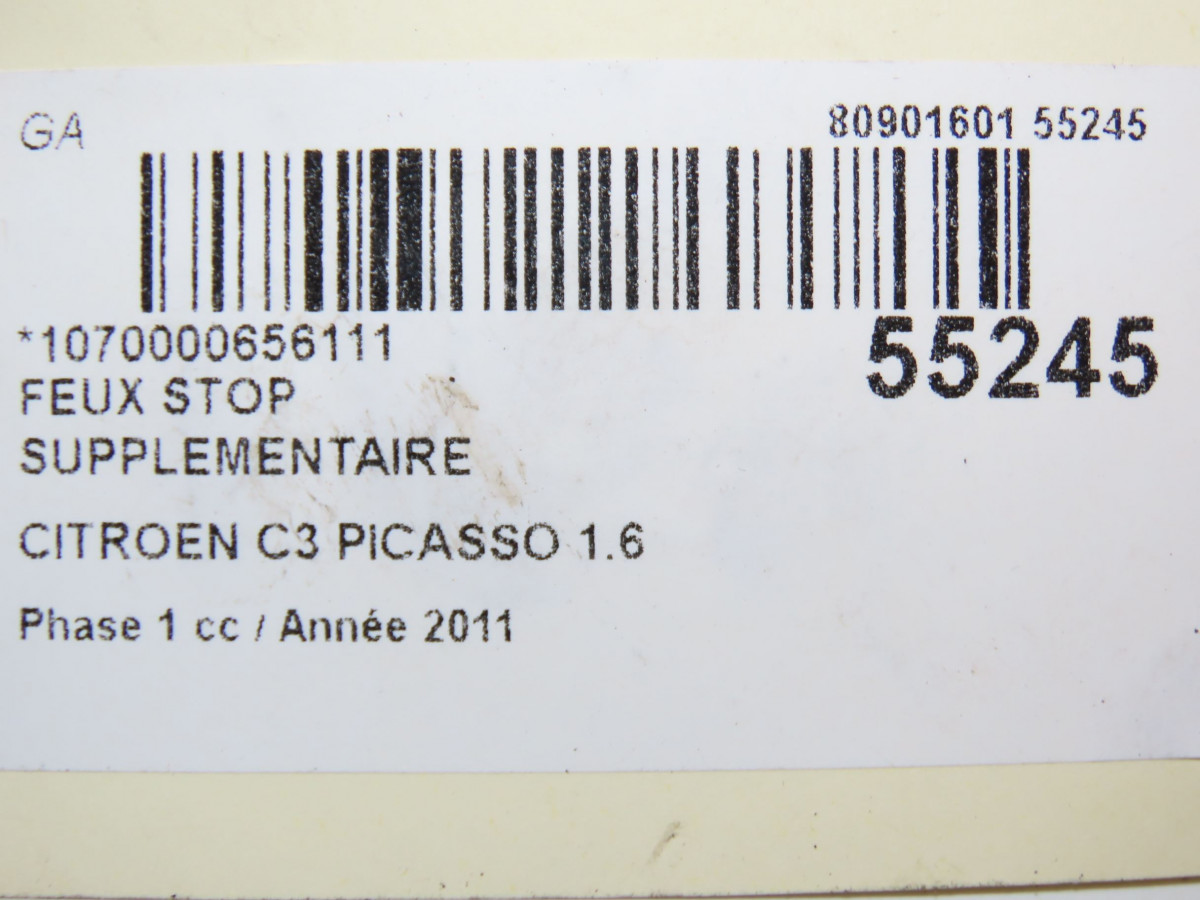 GA
80901601 55245
*1070000656111
55245
FEUX STOP
SUPPLEMENTAIRE
CITROEN C3 PICASSO 1.6
Phase 1 cc / Année 2011